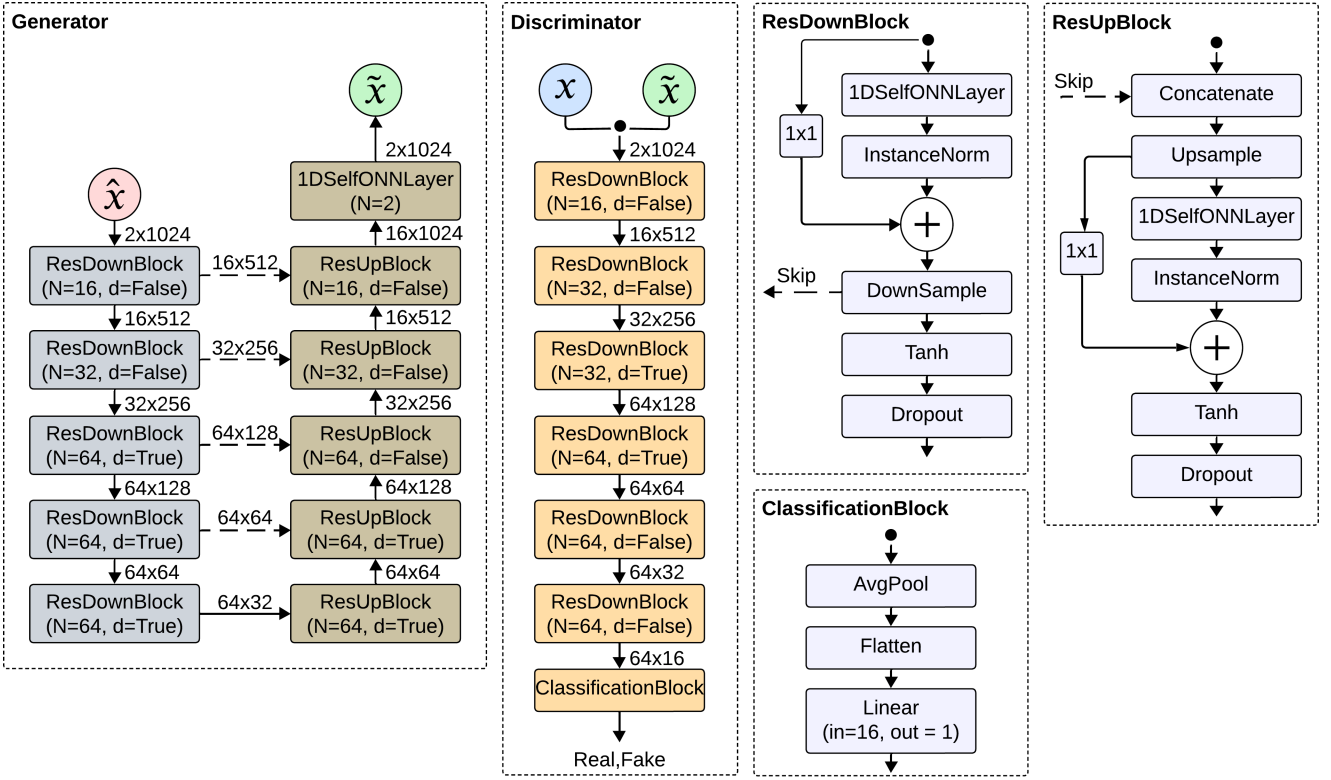 Generator
x̃
x̂
2x1024
1DSelfONNLayer
(N=2)
2x1024
16x1024
ResDownBlock
(N=16, d=False)
16x512
ResUpBlock
(N=16, d=False)
16x512
16x512
ResDownBlock
(N=32, d=False)
32x256
ResUpBlock
(N=32, d=False)
32x256
32x256
ResDownBlock
(N=64, d=True)
64x128
ResUpBlock
(N=64, d=False)
64x128
64x128
ResDownBlock
(N=64, d=True)
64x64
ResUpBlock
(N=64, d=True)
64x64
64x64
ResDownBlock
(N=64, d=True)
64x32
ResUpBlock
(N=64, d=True)
Discriminator
x
x̃
2x1024
ResDownBlock
(N=16, d=False)
16x512
ResDownBlock
(N=32, d=False)
32x256
ResDownBlock
(N=32, d=True)
64x128
ResDownBlock
(N=64, d=True)
64x64
ResDownBlock
(N=64, d=False)
64x32
ResDownBlock
(N=64, d=False)
64x16
ClassificationBlock
Real,Fake
ResDownBlock
1DSelfONNLayer
1x1
InstanceNorm
+
Skip
DownSample
Tanh
Dropout
ClassificationBlock
AvgPool
Flatten
Linear
(in=16, out = 1)
ResUpBlock
Skip
Concatenate
Upsample
1DSelfONNLayer
1x1
InstanceNorm
+
Tanh
Dropout